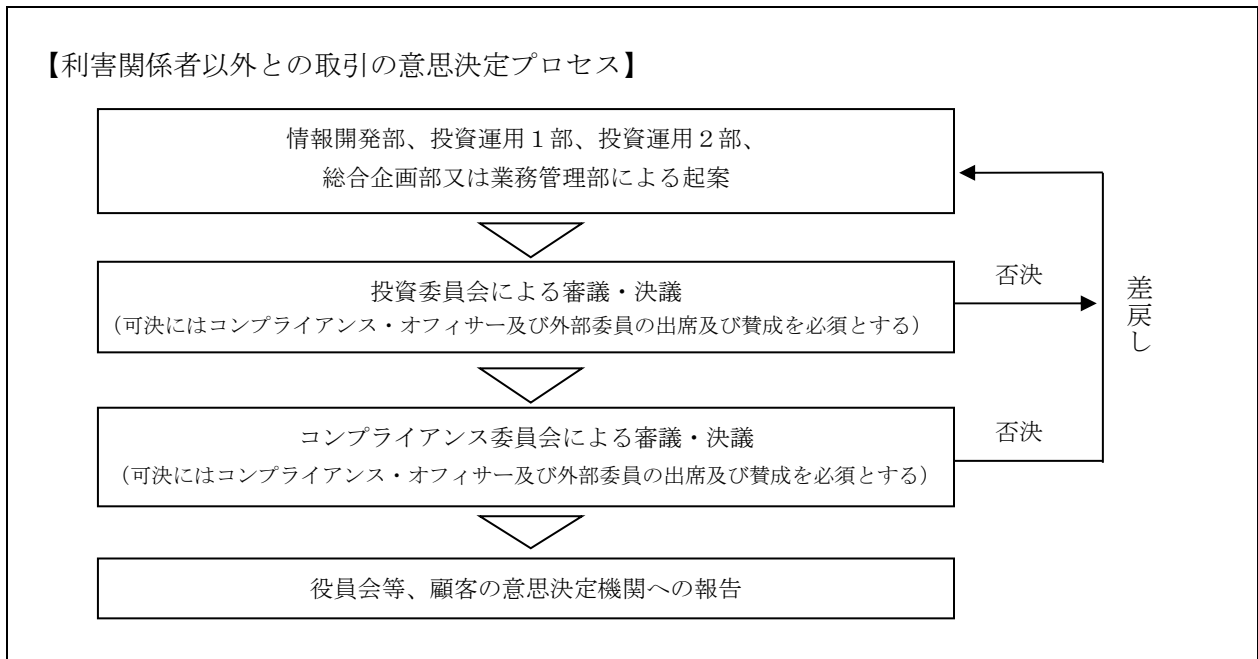 【利害関係者以外との取引の意思決定プロセス】
情報開発部、投資運用１部、投資運用２部、
総合企画部又は業務管理部による起案
投資委員会による審議・決議
（可決にはコンプライアンス・オフィサー及び外部委員の出席及び賛成を必須とする）
否決
差戻し
コンプライアンス委員会による審議・決議
（可決にはコンプライアンス・オフィサー及び外部委員の出席及び賛成を必須とする）
否決
役員会等、顧客の意思決定機関への報告